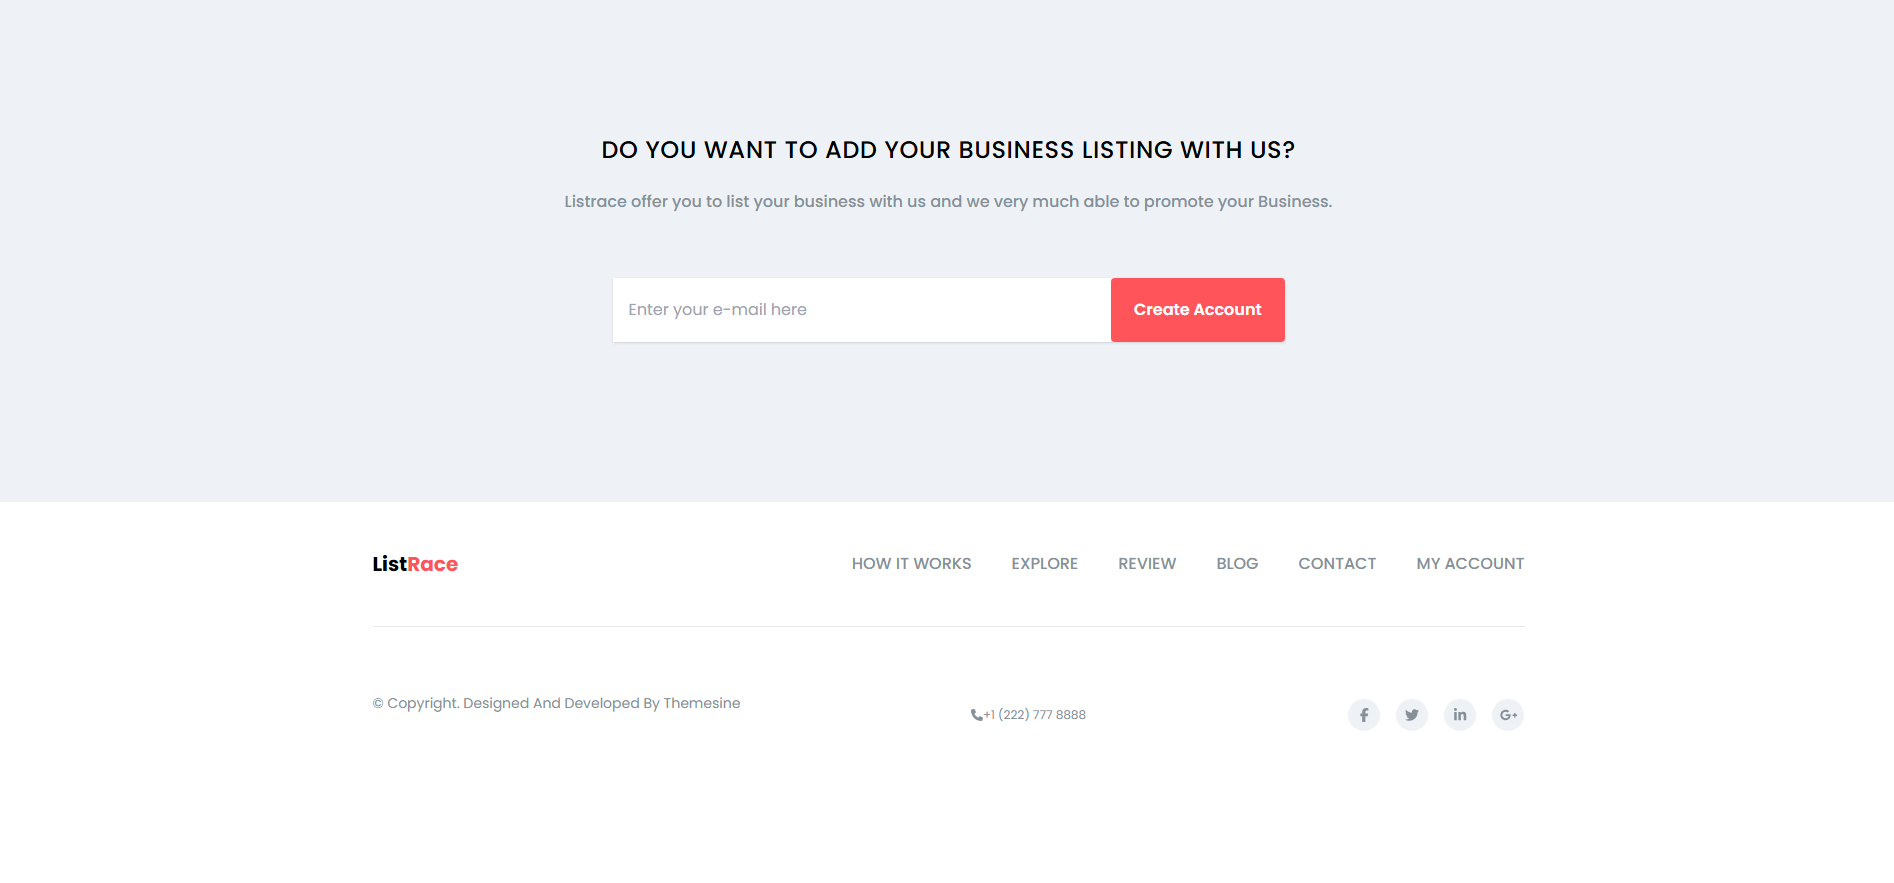 DO YOU WANT TO ADD YOUR BUSINESS LISTING WITH US?
Listrace offer you to list your business with us and we very much able to promote your Business.
Enter your e-mail here
Create Account
ListRace
HOW IT WORKS
EXPLORE
REVIEW
BLOG
CONTACT
MY ACCOUNT
© Copyright. Designed And Developed By Themesine
+1 (222) 777 8888